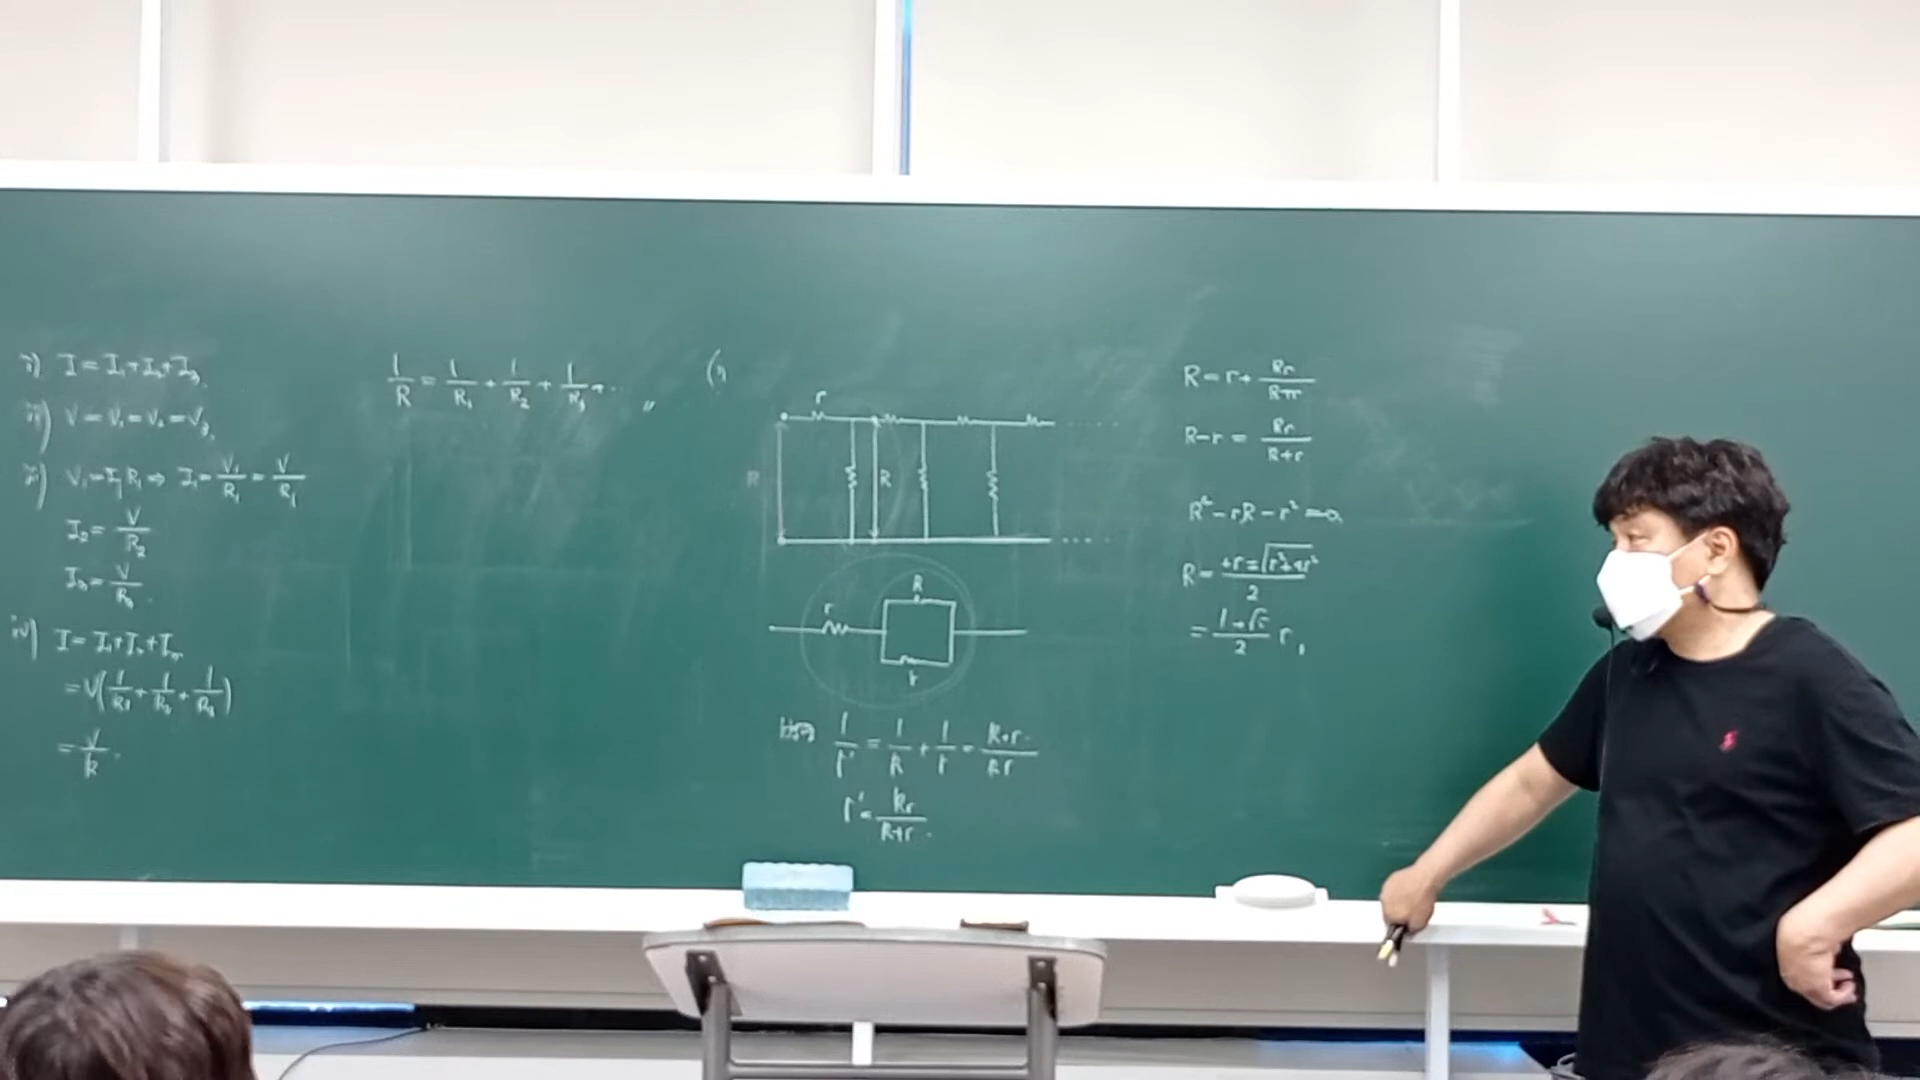 ii) I = I₁+I₂+I₃.
V = V₁ = V₂ = V₃.
V₁ = I₁R₁ ⇒ I₁ = V₁/R₁ = V/R₁
I₂ = V/R₂
I₃ = V/R₃.
iv) I = I₁+I₂+I₃
= V(1/R₁ + 1/R₂ + 1/R₃)
= V/R.
1/R = 1/R₁ + 1/R₂ + 1/R₃ + ⋯ 〃
r
R
R
r
R
r
1/r' = 1/R + 1/r = R+r/Rr
r' = Rr/R+r.
R = r + Rr/R+r
R-r = Rr/R+r
R² - rR - r² = 0.
R = +r±√r²+4r²/2
= 1+√5/2 r,